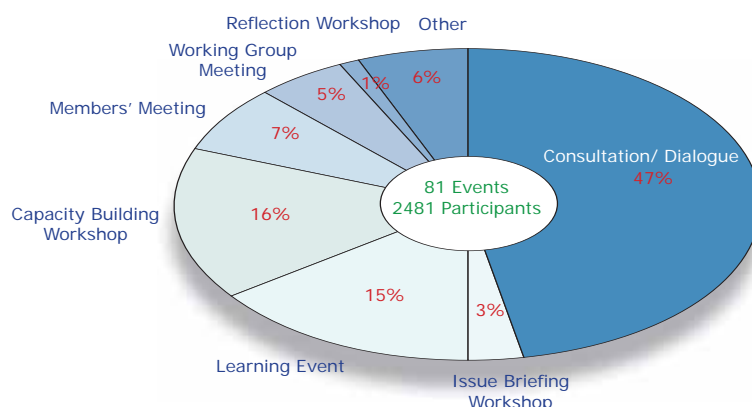 Reflection Workshop
Other
Working Group
Meeting
1%
6%
5%
Members' Meeting
7%
Consultation/ Dialogue
47%
81 Events
2481 Participants
Capacity Building
Workshop
16%
15%
3%
Learning Event
Issue Briefing
Workshop